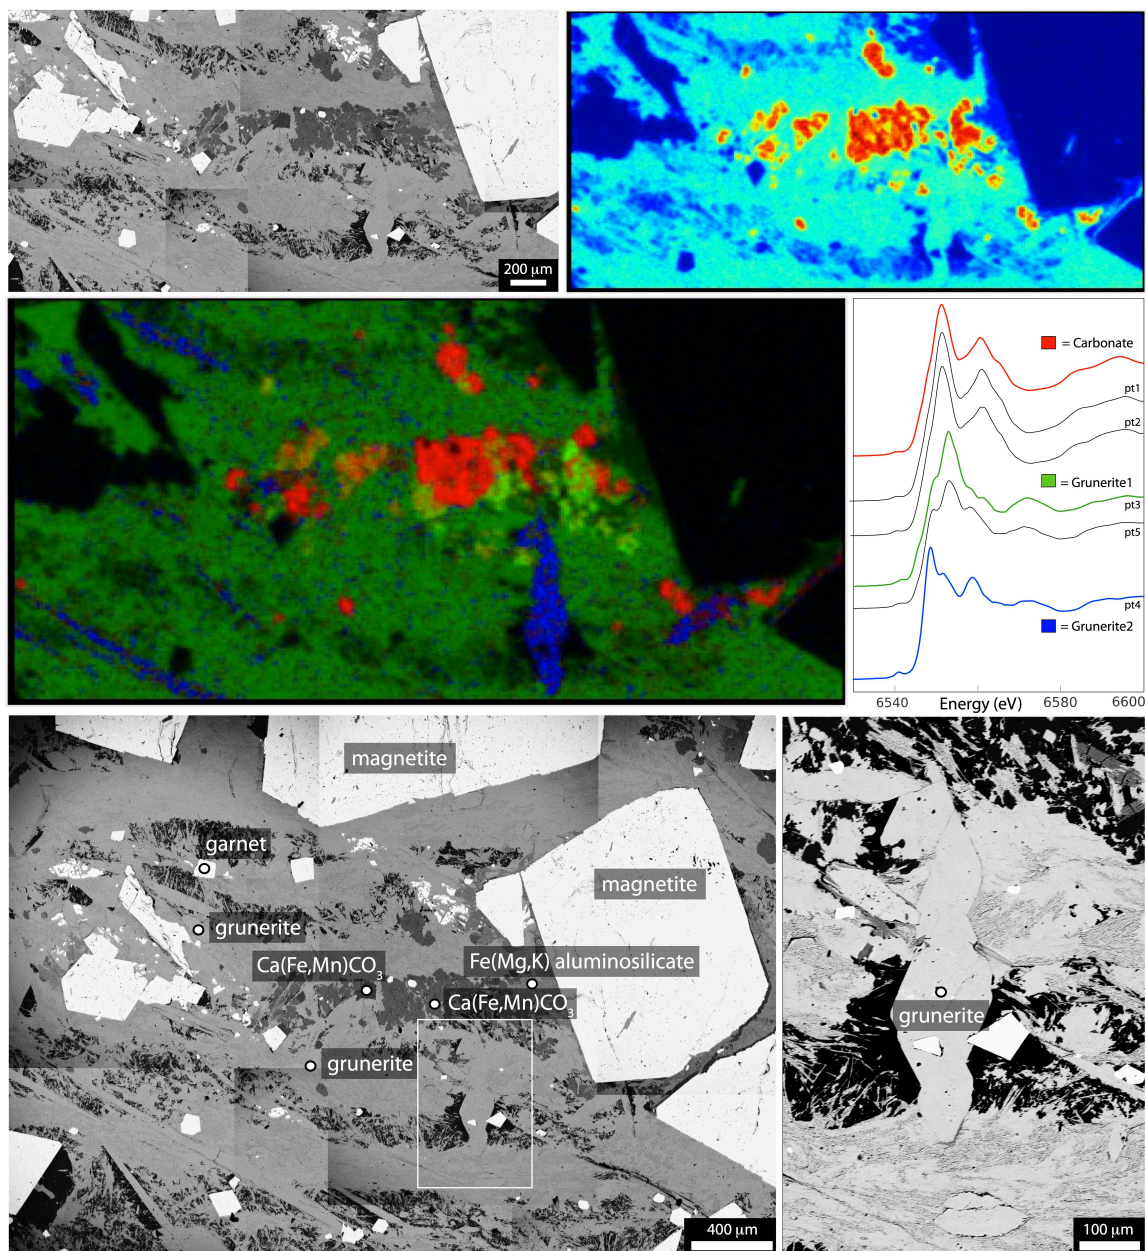 200 µm
= Carbonate
pt1
pt2
= Grunerite1
pt3
pt5
pt4
= Grunerite2
6540
Energy (eV)
6580
6600
magnetite
garnet
magnetite
grunerite
Ca(Fe,Mn)CO3
Fe(Mg,K) aluminosilicate
Ca(Fe,Mn)CO3
grunerite
400 µm
grunerite
100 µm